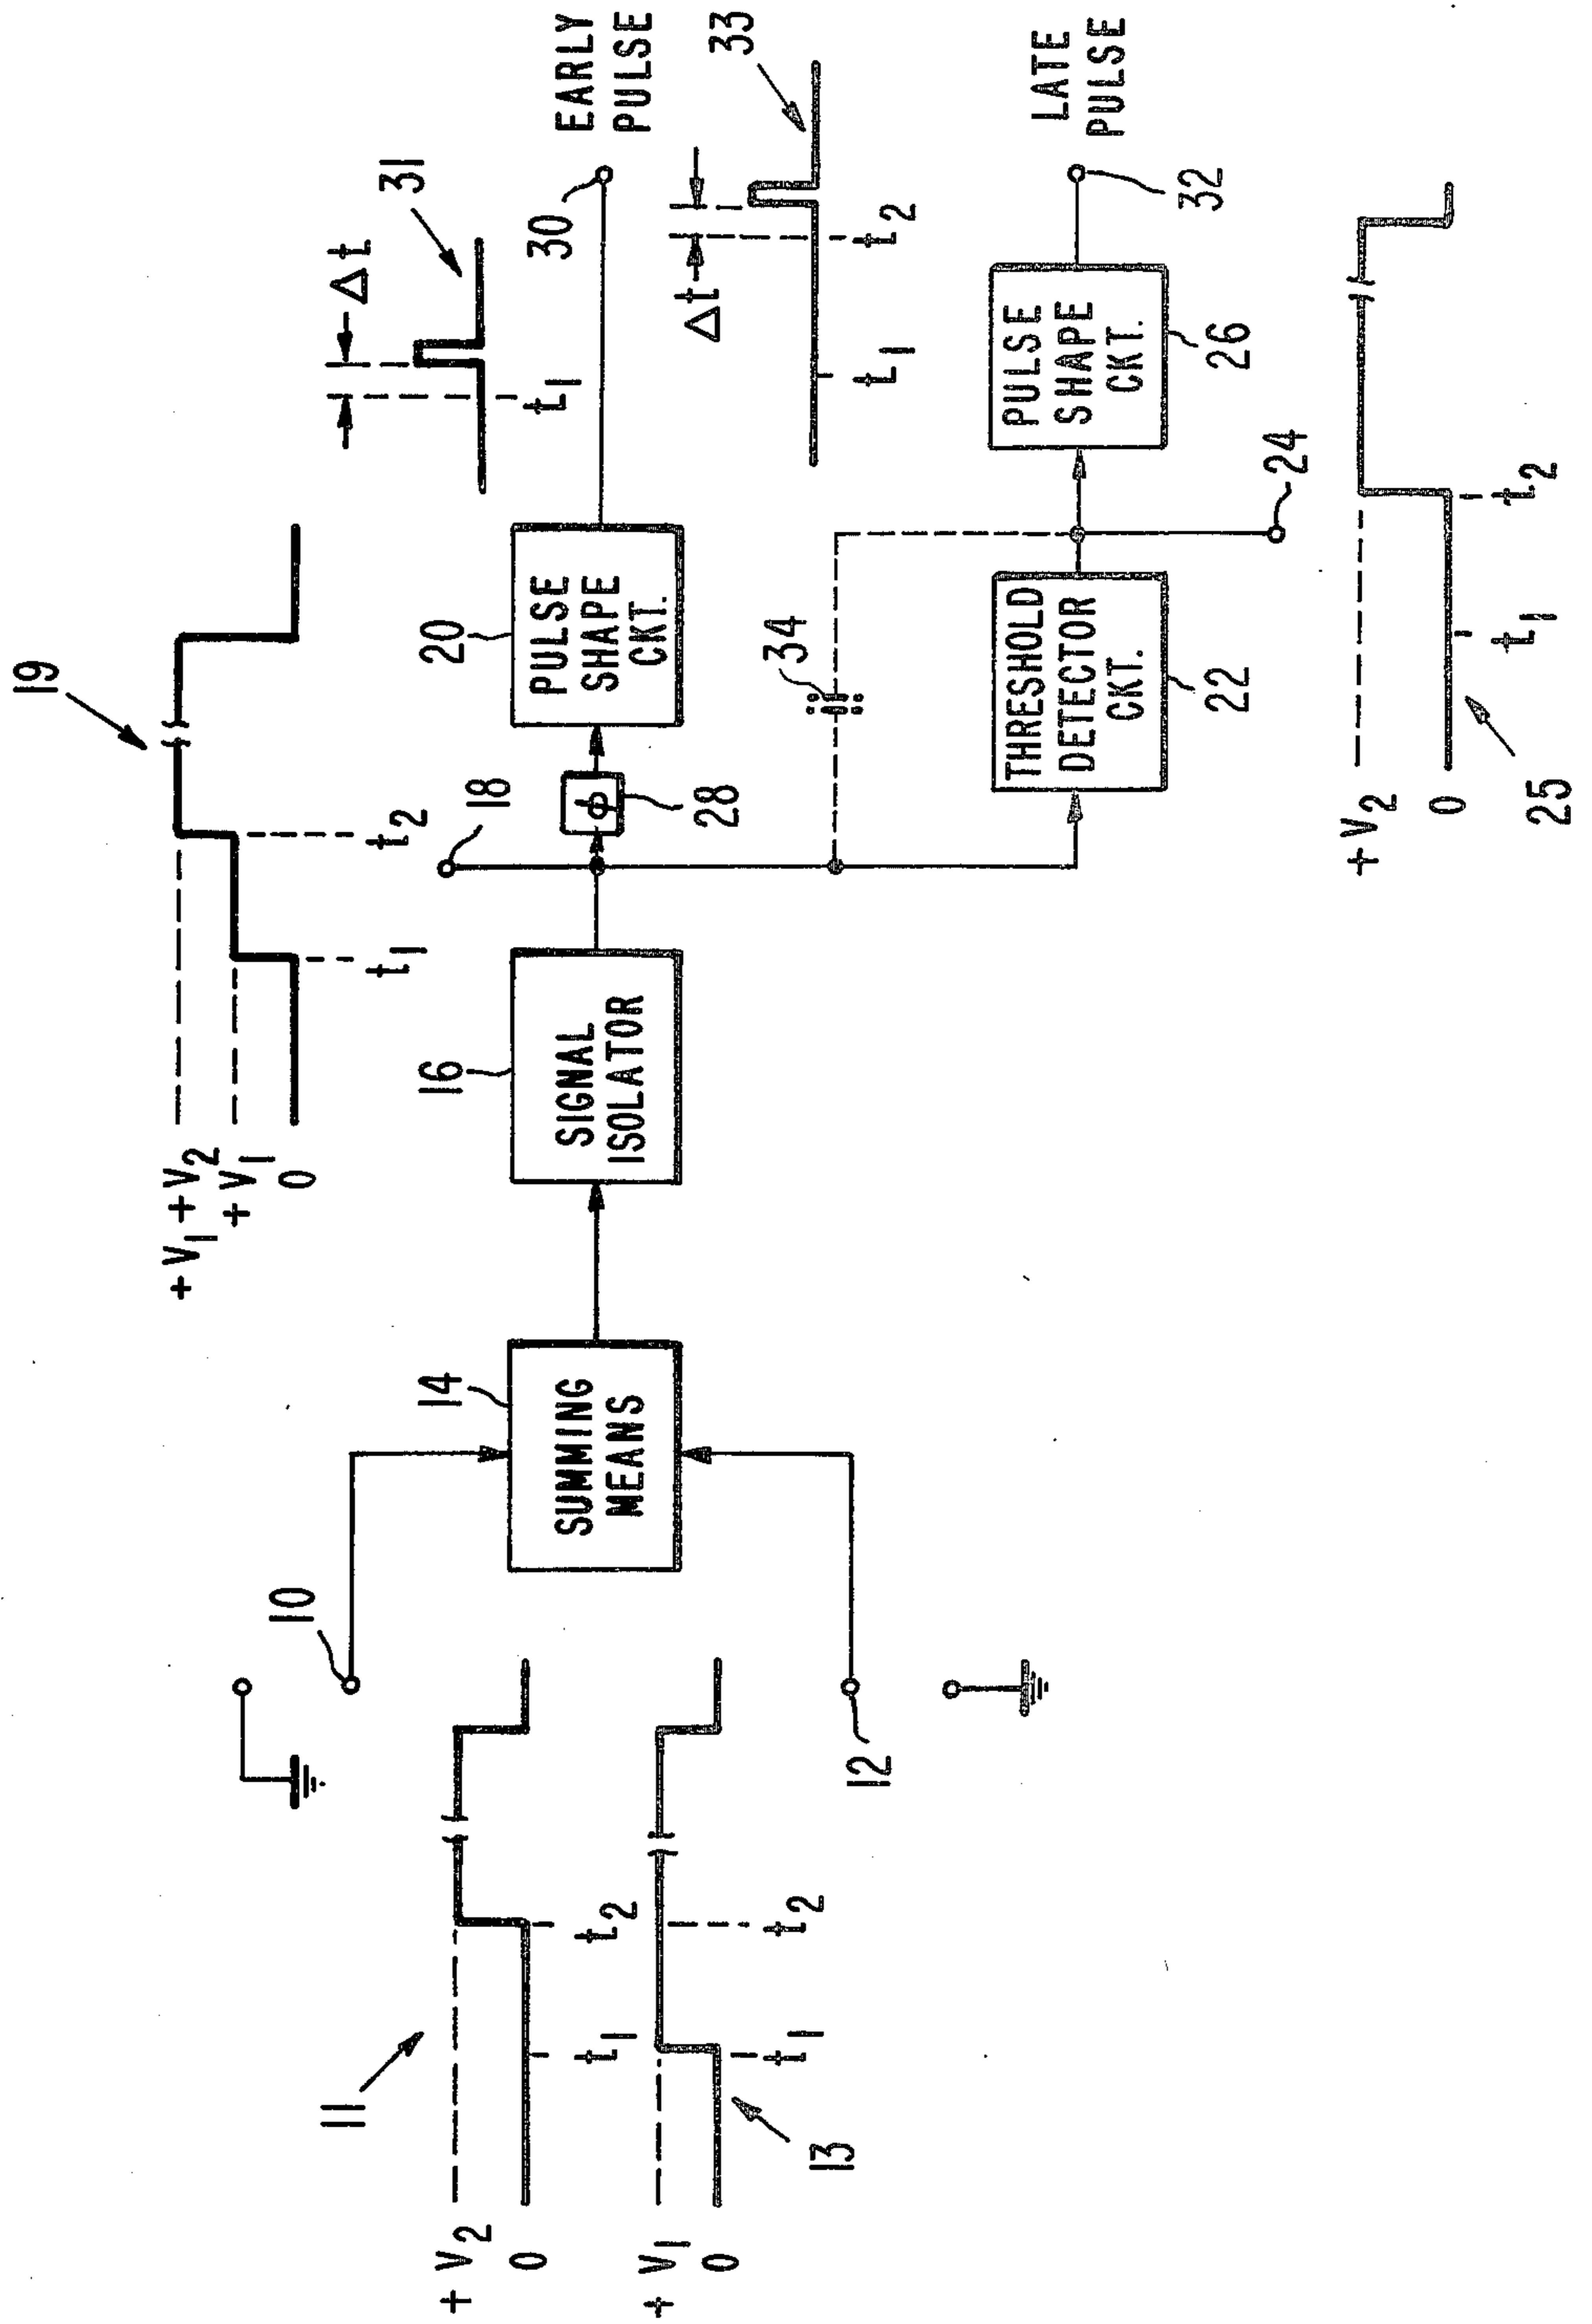 19
+V1 +V2
+V1
0
t1
t2
31
Δt
t1
EARLY
PULSE
30
10
14
SUMMING
MEANS
16
SIGNAL
ISOLATOR
18
ϕ
28
20
PULSE
SHAPE
CKT.
33
Δt
t1
t2
11
+V2
0
t1
t2
+V1
0
t1
t2
13
12
34
THRESHOLD
DETECTOR
CKT.
22
24
PULSE
SHAPE
CKT.
26
LATE
PULSE
32
+V2
0
t1
t2
25